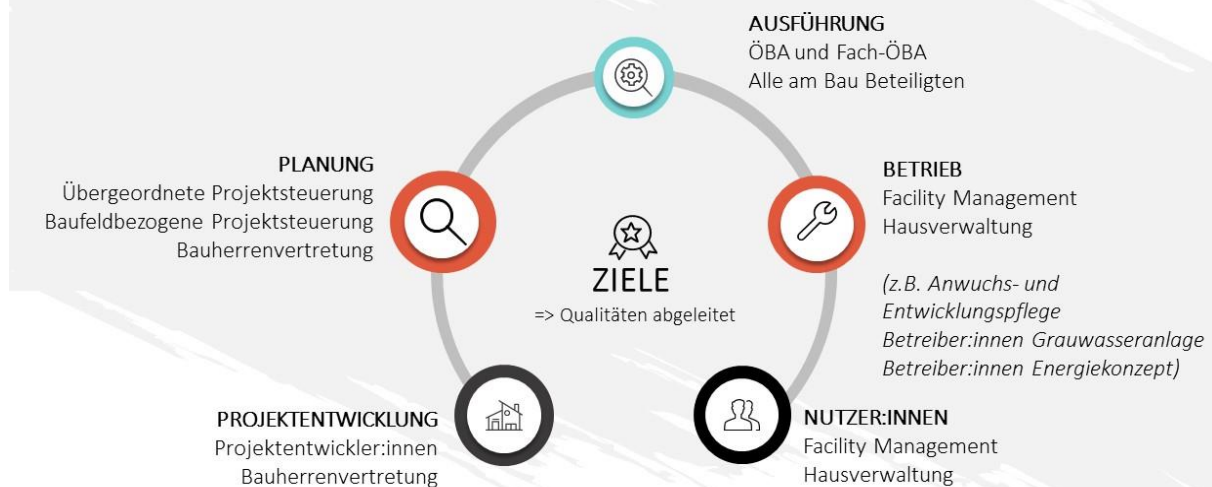 AUSFÜHRUNG
ÖBA und Fach-ÖBA
Alle am Bau Beteiligten
PLANUNG
Übergeordnete Projektsteuerung
Baufeldbezogene Projektsteuerung
Bauherrenvertretung
BETRIEB
Facility Management
Hausverwaltung
(z.B. Anwuchs- und
Entwicklungspflege
Betreiber:innen Grauwasseranlage
Betreiber:innen Energiekonzept)
ZIELE
=> Qualitäten abgeleitet
PROJEKTENTWICKLUNG
Projektentwickler:innen
Bauherrenvertretung
NUTZER:INNEN
Facility Management
Hausverwaltung